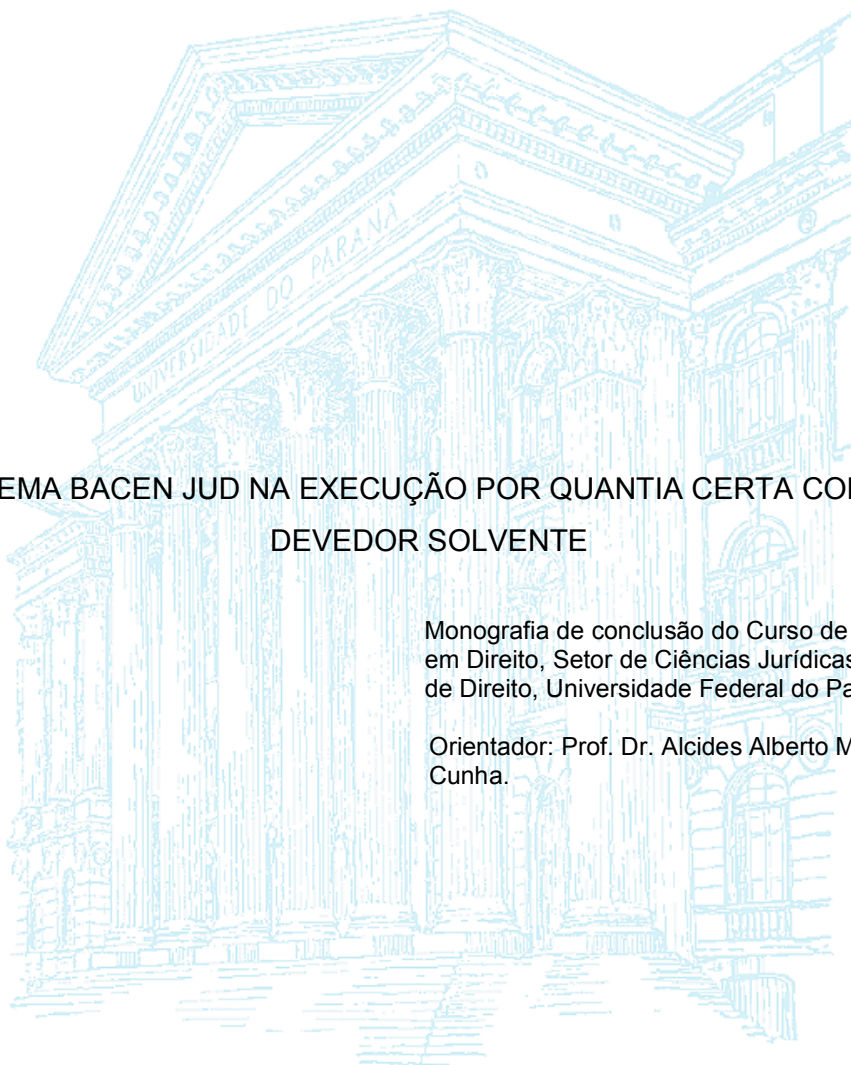 UNIVERSIDADE DO PARANÁ
EMA BACEN JUD NA EXECUÇÃO POR QUANTIA CERTA CO
DEVEDOR SOLVENTE
Monografia de conclusão do Curso de
em Direito, Setor de Ciências Jurídicas
de Direito, Universidade Federal do Pa
Orientador: Prof. Dr. Alcides Alberto M
Cunha.